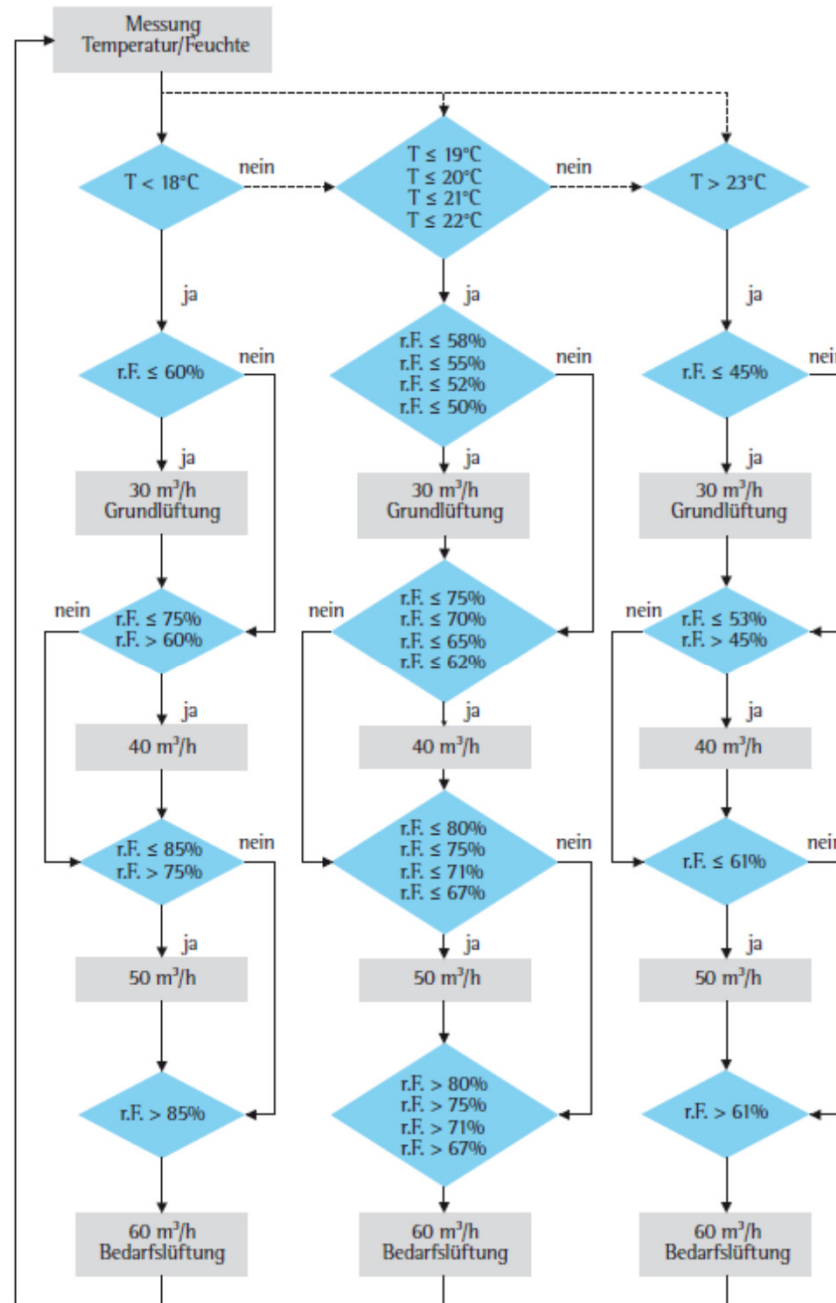 Messung
Temperatur/Feuchte
T < 18°C
nein
T ≤ 19°C
T ≤ 20°C
T ≤ 21°C
T ≤ 22°C
nein
T > 23°C
ja
ja
ja
r.F. ≤ 60%
nein
r.F. ≤ 58%
r.F. ≤ 55%
r.F. ≤ 52%
r.F. ≤ 50%
nein
r.F. ≤ 45%
nein
ja
ja
ja
30 m³/h
Grundlüftung
30 m³/h
Grundlüftung
30 m³/h
Grundlüftung
nein
r.F. ≤ 75%
r.F. > 60%
nein
r.F. ≤ 75%
r.F. ≤ 70%
r.F. ≤ 65%
r.F. ≤ 62%
nein
r.F. ≤ 53%
r.F. > 45%
ja
ja
ja
40 m³/h
40 m³/h
40 m³/h
r.F. ≤ 85%
r.F. > 75%
nein
r.F. ≤ 80%
r.F. ≤ 75%
r.F. ≤ 71%
r.F. ≤ 67%
nein
r.F. ≤ 61%
nein
ja
ja
ja
50 m³/h
50 m³/h
50 m³/h
r.F. > 85%
r.F. > 80%
r.F. > 75%
r.F. > 71%
r.F. > 67%
r.F. > 61%
60 m³/h
Bedarfslüftung
60 m³/h
Bedarfslüftung
60 m³/h
Bedarfslüftung